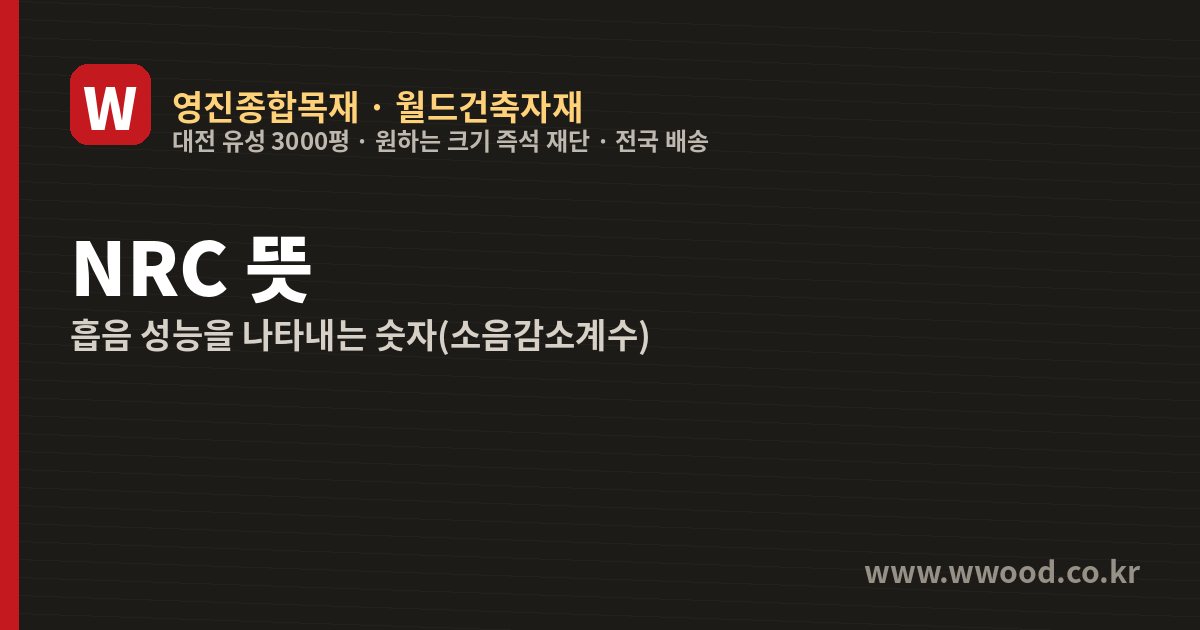 W
영진종합목재 · 월드건축자재
대전 유성 3000평 · 원하는 크기 즉석 재단 · 전국 배송
NRC 뜻
흡음 성능을 나타내는 숫자(소음감소계수)
www.wwood.co.kr